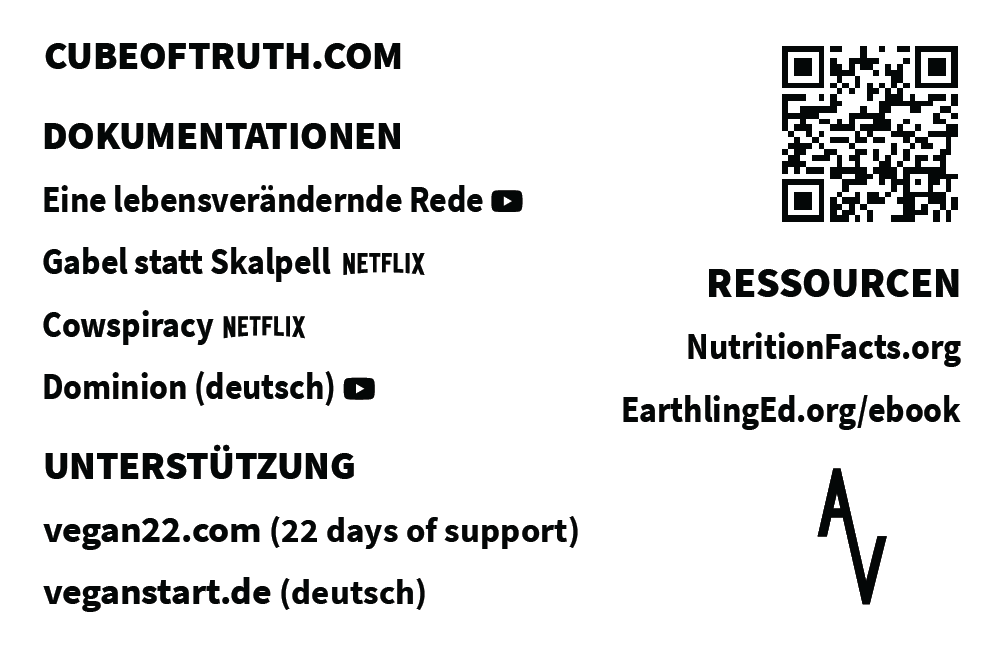 CUBEOFTRUTH.COM
DOKUMENTATIONEN
Eine lebensverändernde Rede
Gabel statt Skalpell NETFLIX
Cowspiracy NETFLIX
Dominion (deutsch)
UNTERSTÜTZUNG
vegan22.com (22 days of support)
veganstart.de (deutsch)
RESSOURCEN
NutritionFacts.org
EarthlingEd.org/ebook
AV